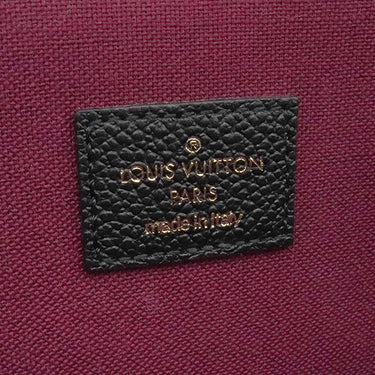 ®
LOUIS VUITTON
PARIS
made in Italy